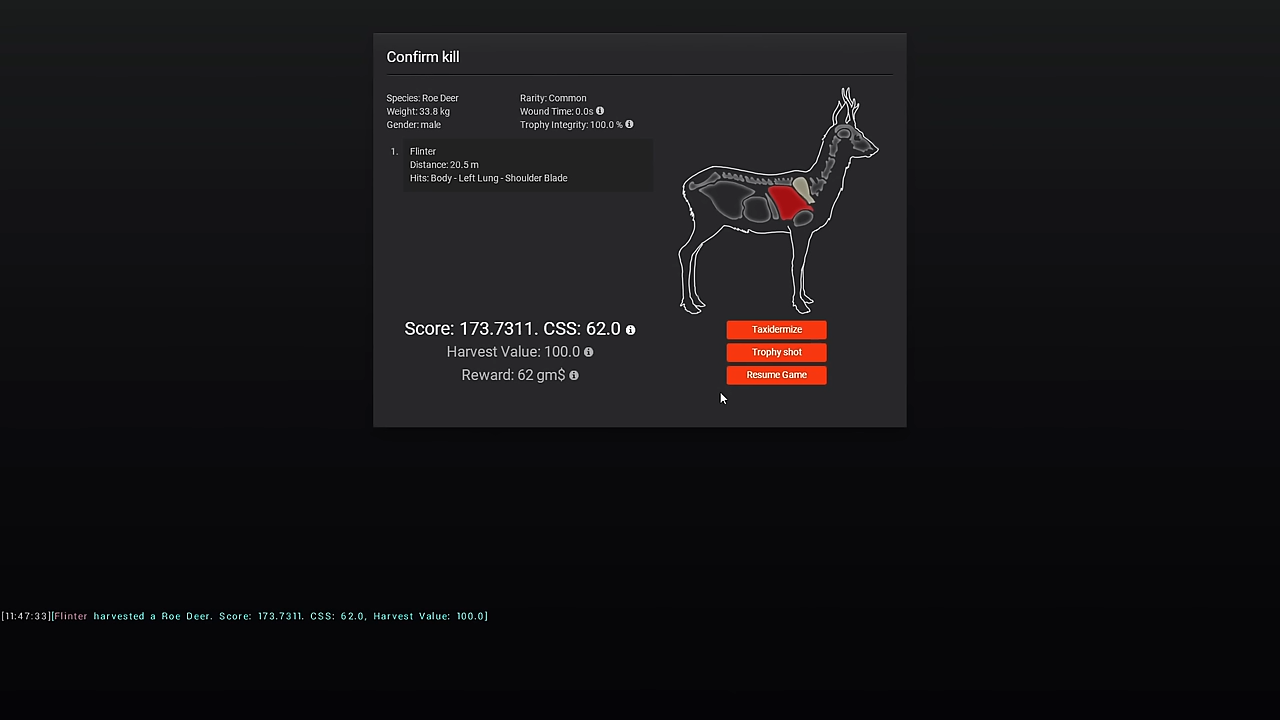 Confirm kill
Species: Roe Deer
Weight: 33.8 kg
Gender: male
Rarity: Common
Wound Time: 0.0s
Trophy Integrity: 100.0 %
1. Flinter
Distance: 20.5 m
Hits: Body - Left Lung - Shoulder Blade
Score: 173.7311. CSS: 62.0
Harvest Value: 100.0
Reward: 62 gm$
Taxidermize
Trophy shot
Resume Game
[11:47:33][Flinter harvested a Roe Deer. Score: 173.7311. CSS: 62.0, Harvest Value: 100.0]